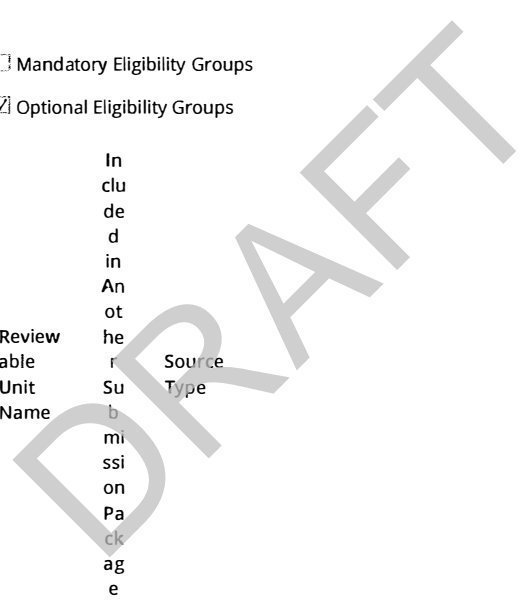 Mandatory Eligibility Groups
Optional Eligibility Groups
Review
able
Unit
Name
In
clu
de
d
in
An
ot
he
r
Su
b
mi
ssi
on
Pa
ck
ag
e
Source
Type
DRAFT